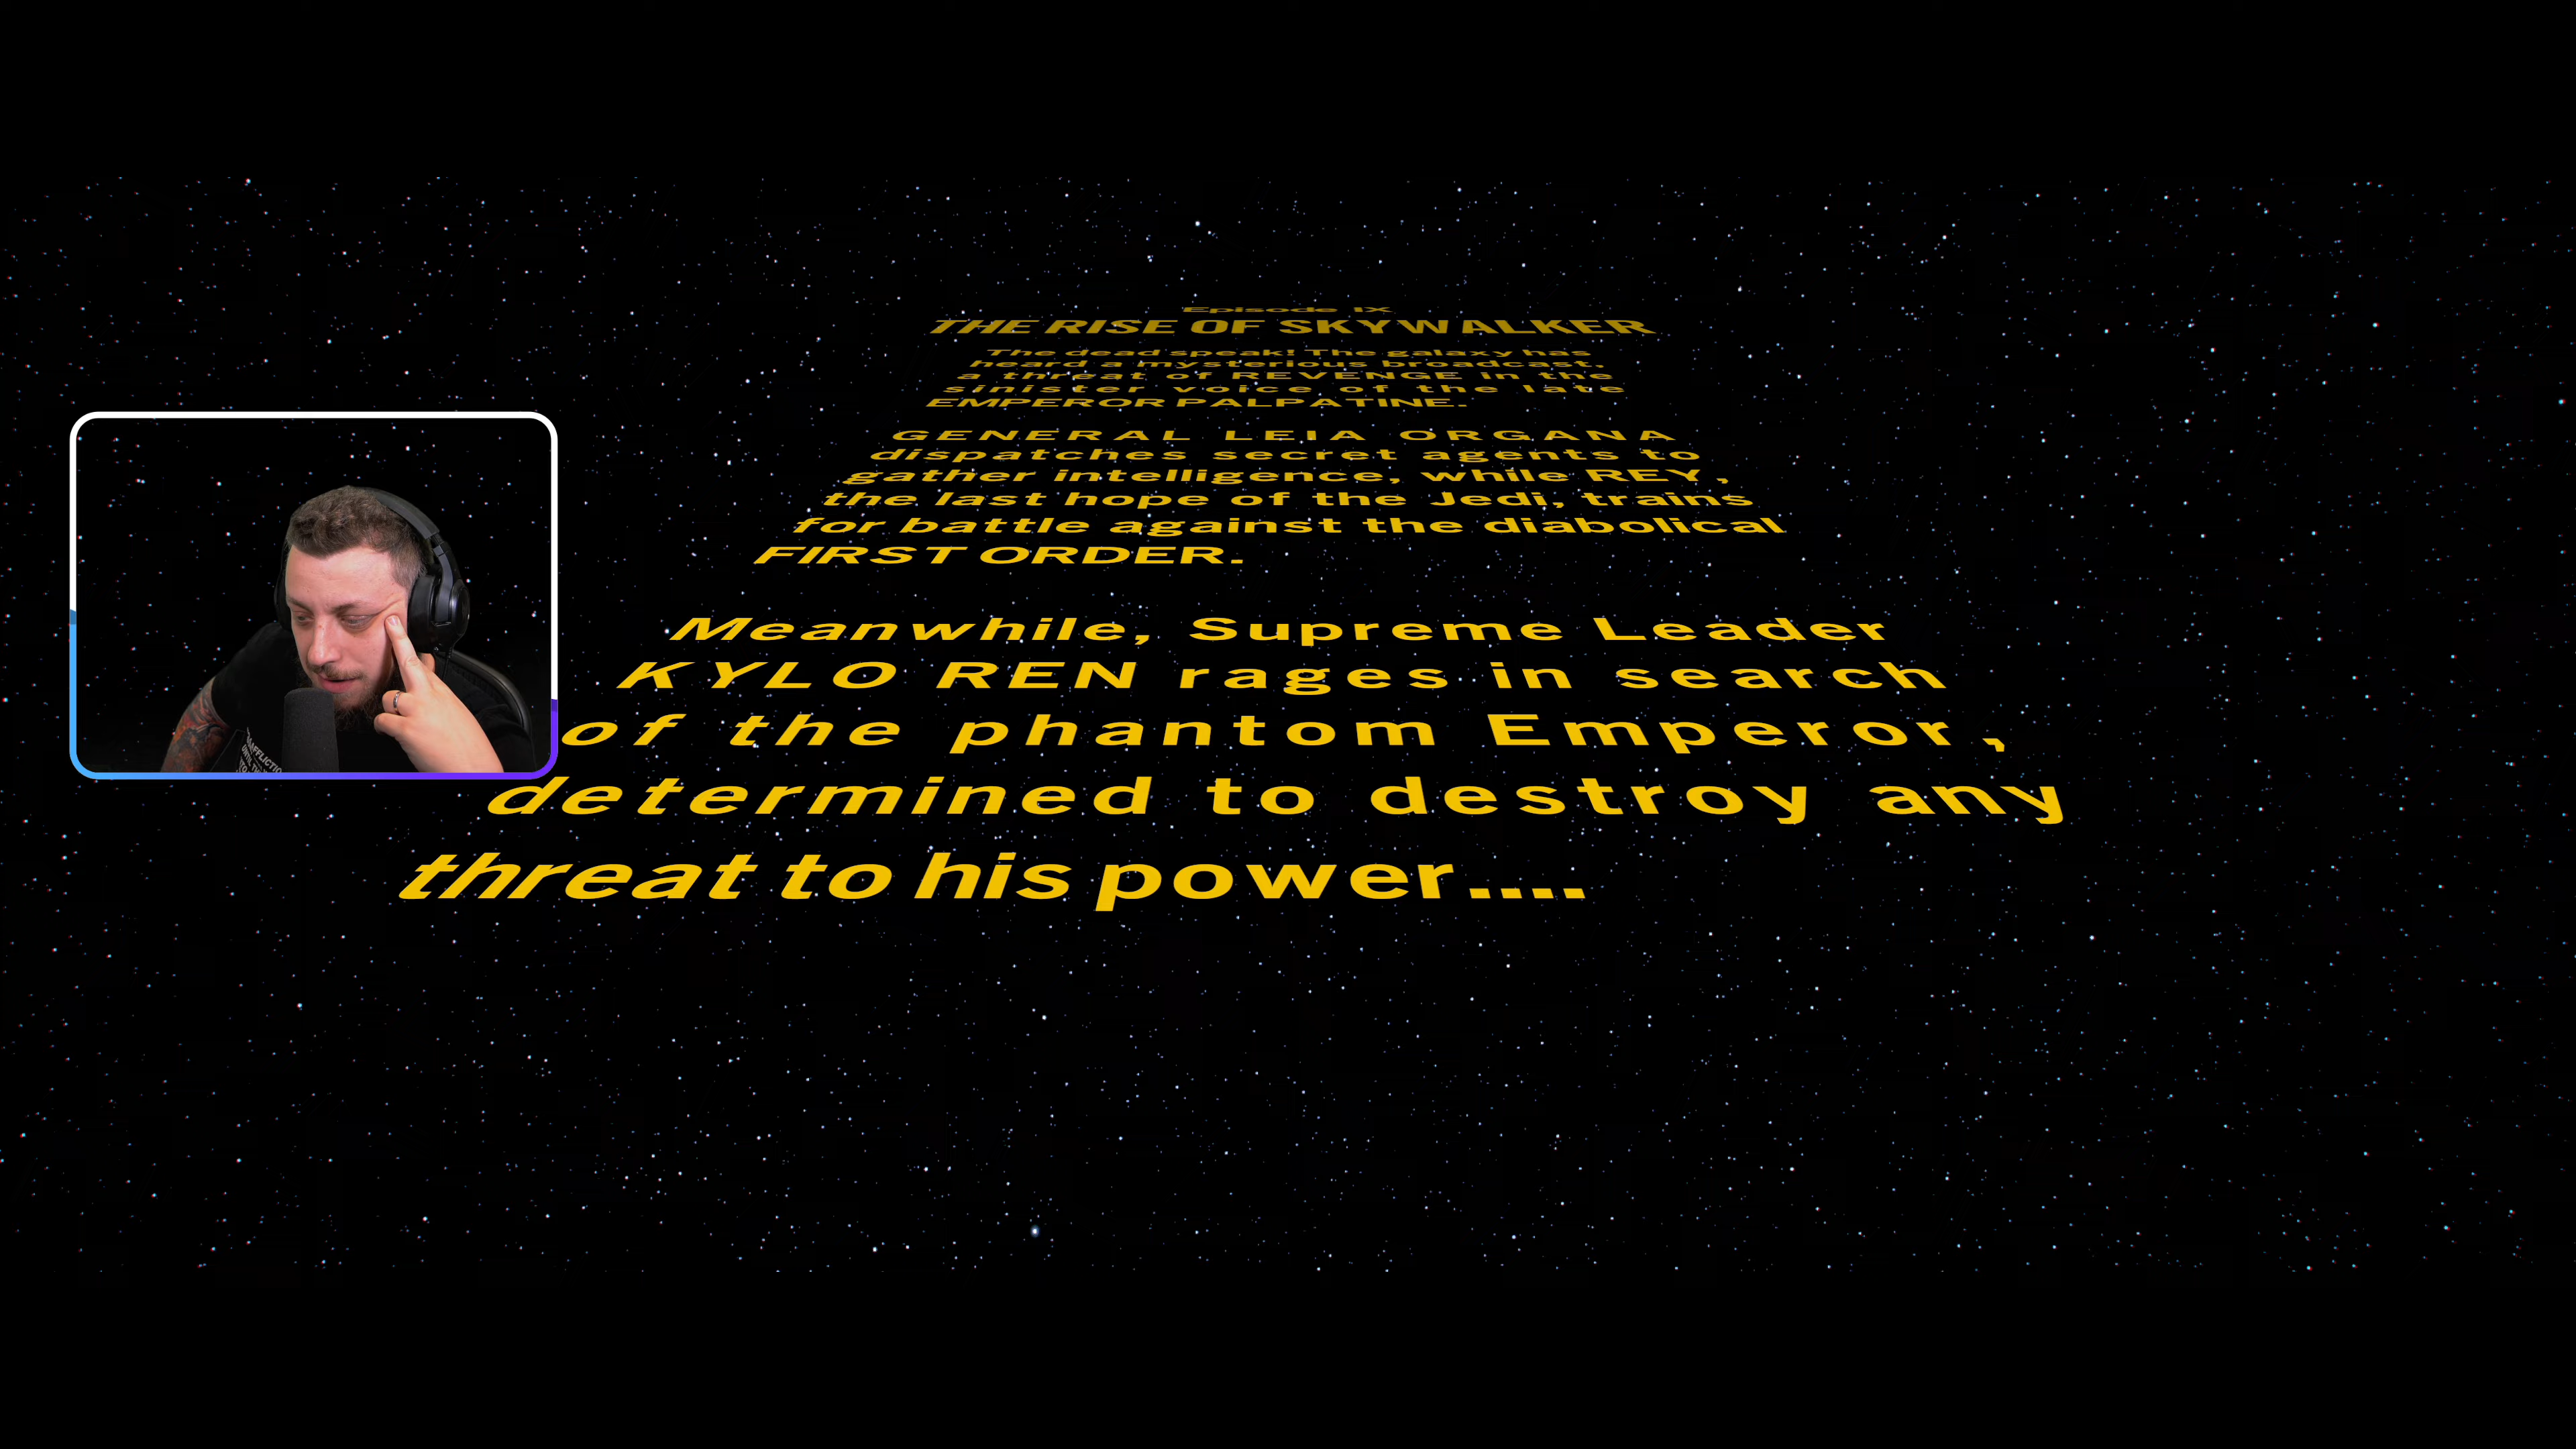 Episode IX
THE RISE OF SKYWALKER
The dead speak! The galaxy has
heard a mysterious broadcast,
a threat of REVENGE in the
sinister voice of the late
EMPEROR PALPATINE.
GENERAL LEIA ORGANA
dispatches secret agents to
gather intelligence, while REY,
the last hope of the Jedi, trains
for battle against the diabolical
FIRST ORDER.
Meanwhile, Supreme Leader
KYLO REN rages in search
of the phantom Emperor,
determined to destroy any
threat to his power....